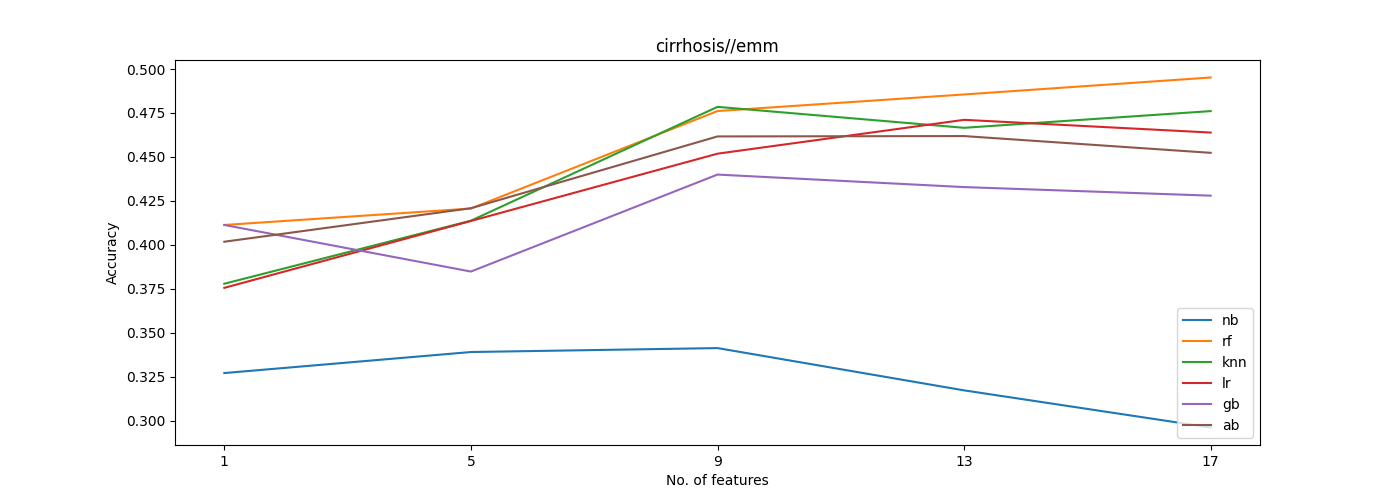 cirrhosis//emm
Accuracy
0.500
0.475
0.450
0.425
0.400
0.375
0.350
0.325
0.300
1 5 9 13 17
No. of features
nb
rf
knn
lr
gb
ab